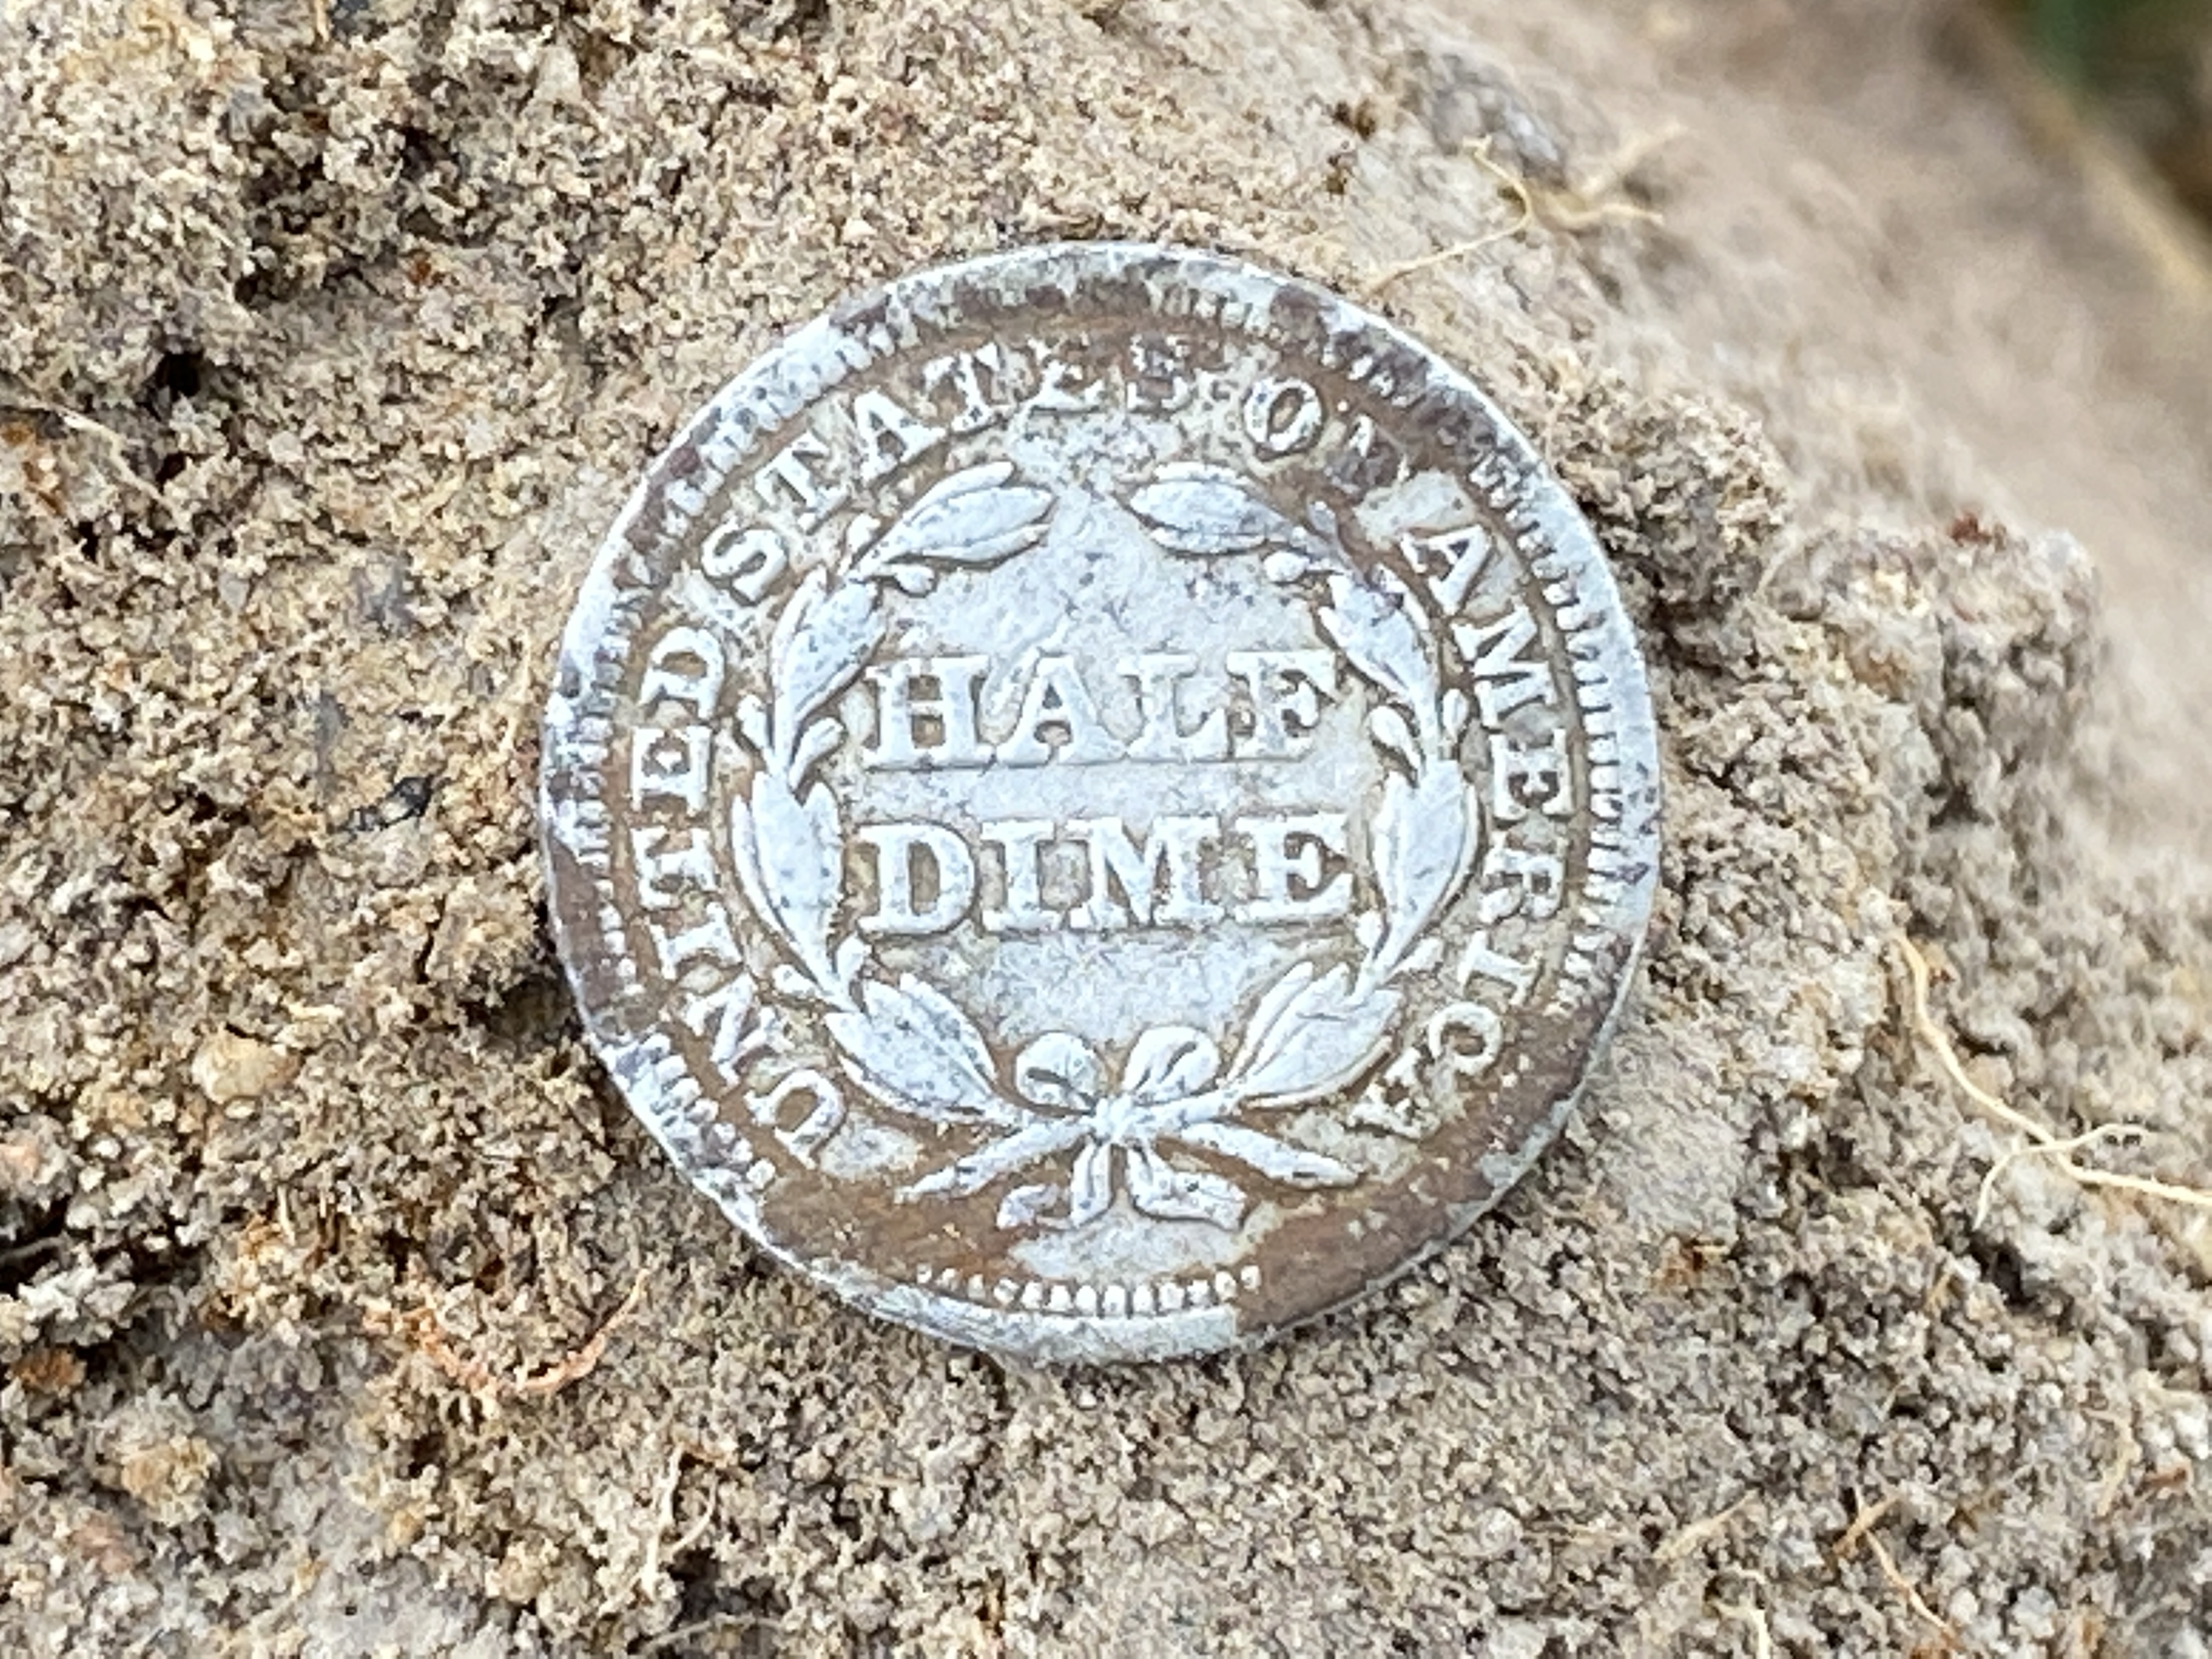 UNITED STATES OF AMERICA
HALF
DIME